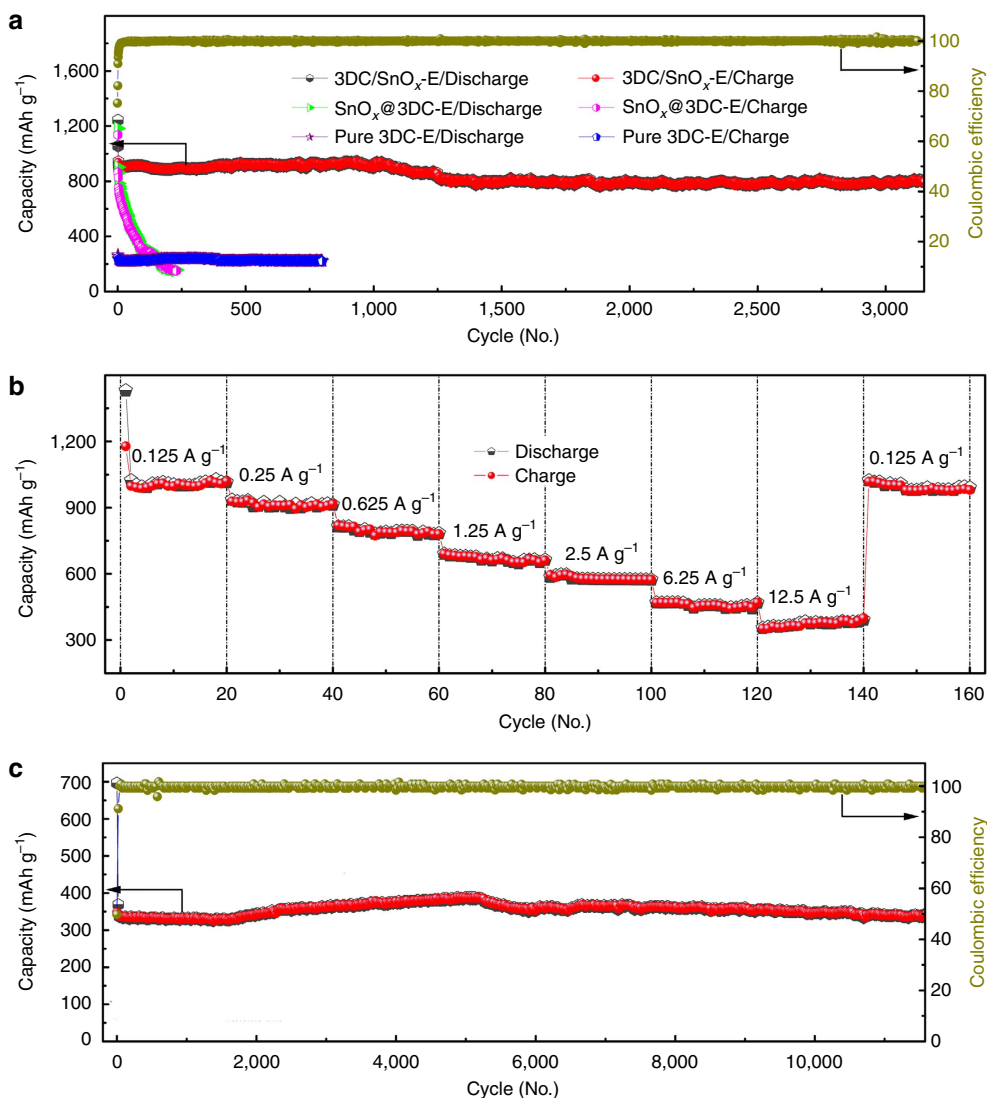 a
1,600
1,200
800
400
0
Capacity (mAh g⁻¹)
3DC/SnOₓ-E/Discharge
3DC/SnOₓ-E/Charge
SnOₓ@3DC-E/Discharge
SnOₓ@3DC-E/Charge
Pure 3DC-E/Discharge
Pure 3DC-E/Charge
100
80
60
40
20
Coulombic efficiency
0 500 1,000 1,500 2,000 2,500 3,000
Cycle (No.)
b
1,200
900
600
300
Capacity (mAh g⁻¹)
Discharge
Charge
0.125 A g⁻¹
0.25 A g⁻¹
0.625 A g⁻¹
1.25 A g⁻¹
2.5 A g⁻¹
6.25 A g⁻¹
12.5 A g⁻¹
0.125 A g⁻¹
0 20 40 60 80 100 120 140 160
Cycle (No.)
c
700
600
500
400
300
200
100
0
Capacity (mAh g⁻¹)
100
80
60
40
20
0
Coulombic efficiency
0 2,000 4,000 6,000 8,000 10,000
Cycle (No.)